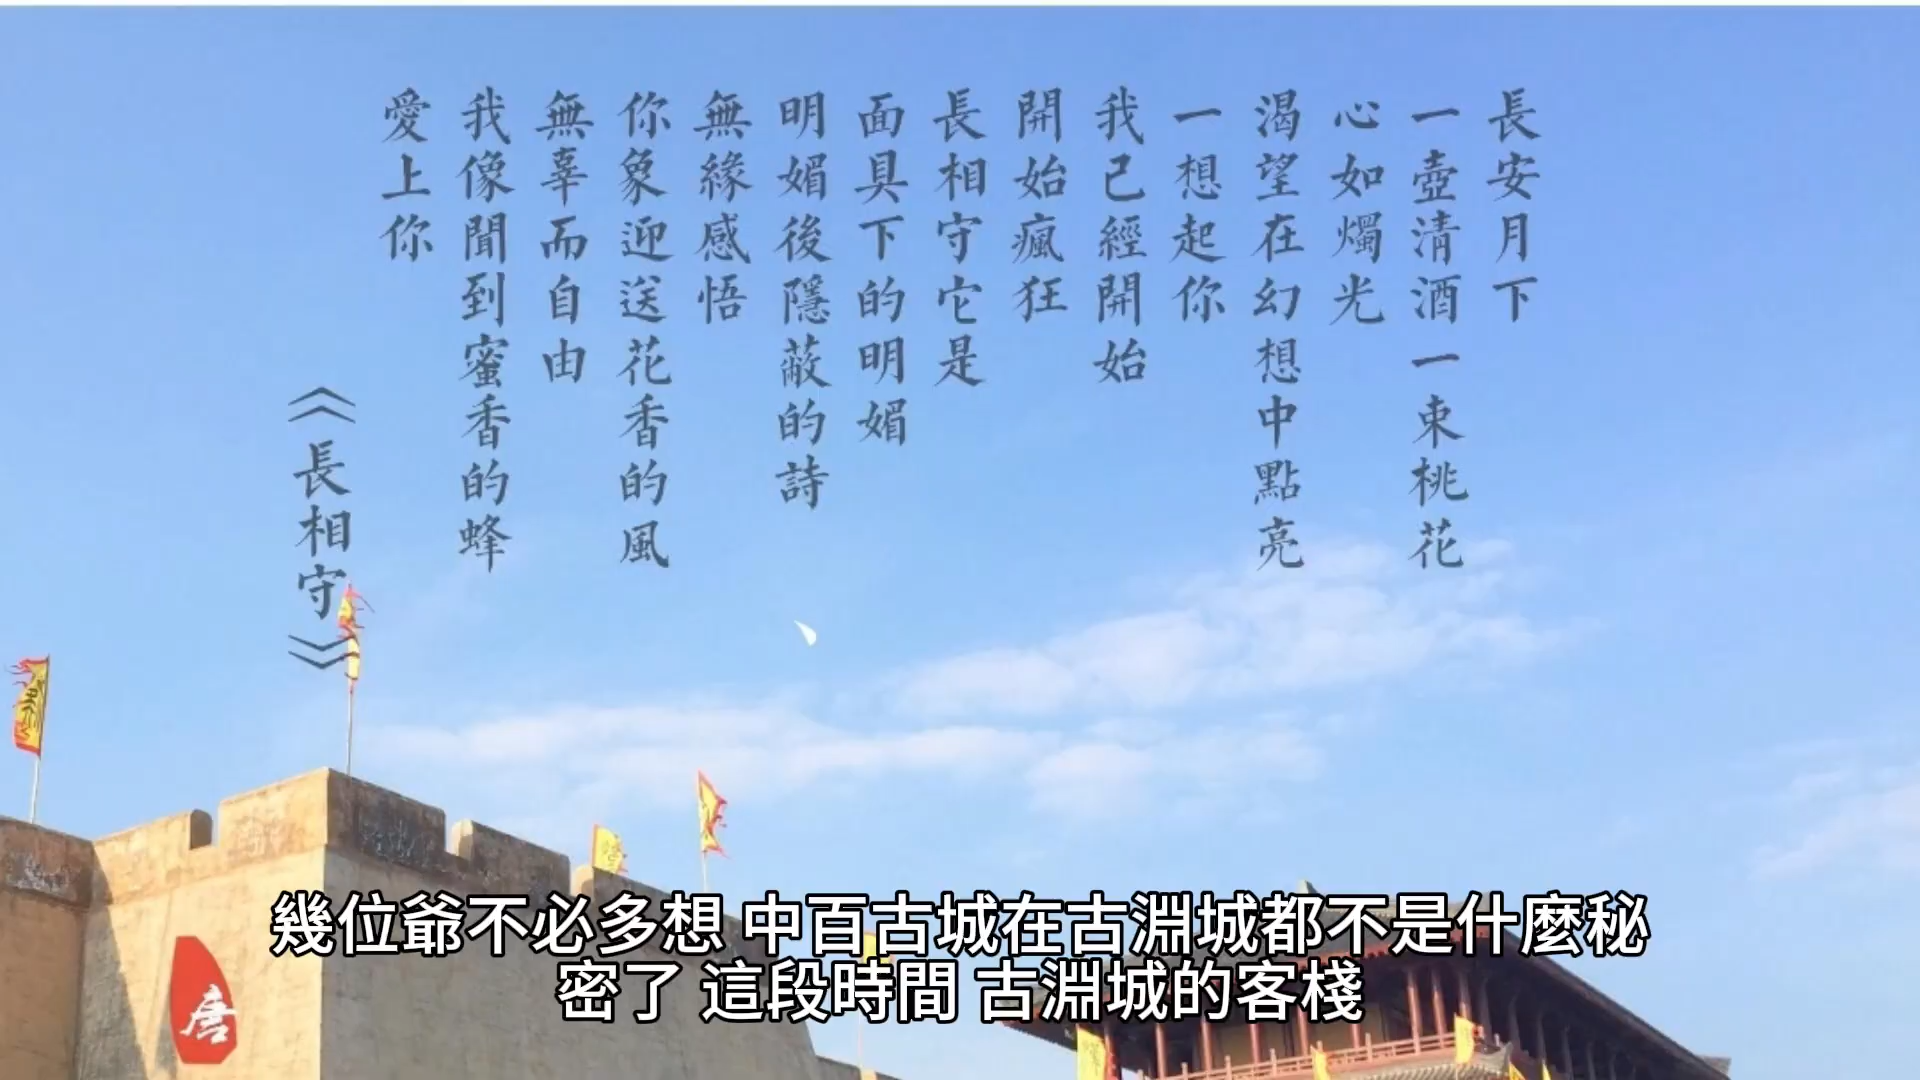 長安月下
一壺清酒一束桃花
心如燭光
渴望在幻想中點亮
一想起你
我已經開始
開始瘋狂
長相守它是
面具下的明媚
明媚後隱蔽的詩
無緣感悟
你象迎送花香的風
無辜而自由
我像聞到蜜香的蜂
愛上你
《長相守》
唐
幾位爺不必多想 中百古城在古淵城都不是什麼秘
密了 這段時間 古淵城的客棧